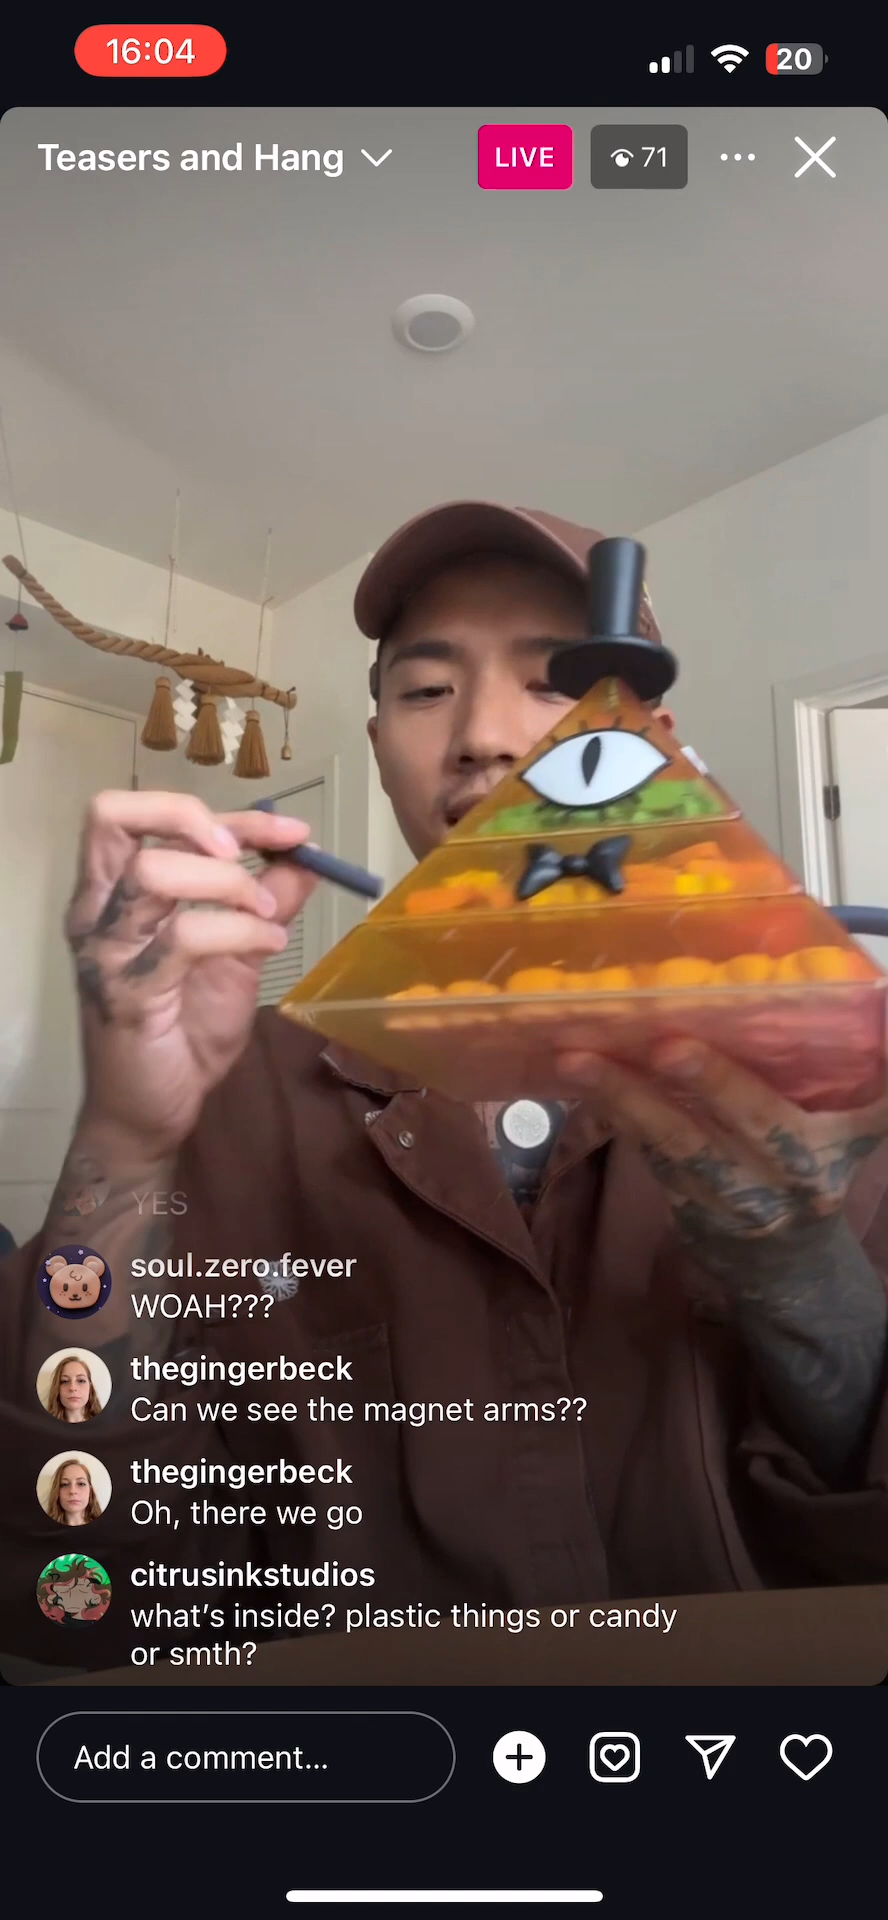 16:04
20
Teasers and Hang
LIVE
71
YES
soul.zero.fever
WOAH???
thegingerbeck
Can we see the magnet arms??
thegingerbeck
Oh, there we go
citrusinkstudios
what's inside? plastic things or candy
or smth?
Add a comment...